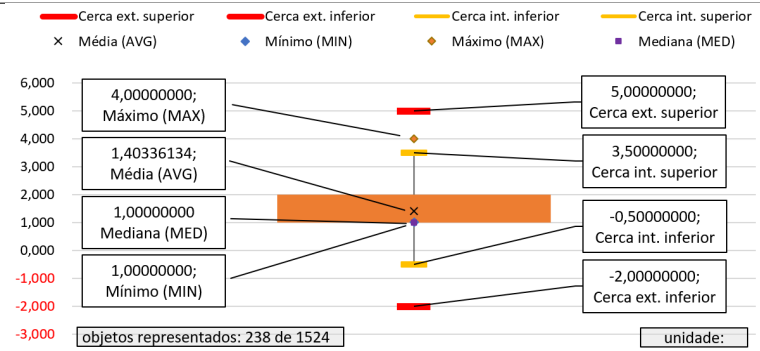 Cerca ext. superior
Cerca ext. inferior
Cerca int. inferior
Cerca int. superior
Média (AVG)
Mínimo (MIN)
Máximo (MAX)
Mediana (MED)
6,000
5,000
4,000
3,000
2,000
1,000
0,000
-1,000
-2,000
-3,000
4,00000000;
Máximo (MAX)
1,40336134;
Média (AVG)
1,00000000
Mediana (MED)
1,00000000;
Mínimo (MIN)
5,00000000;
Cerca ext. superior
3,50000000;
Cerca int. superior
-0,50000000;
Cerca int. inferior
-2,00000000;
Cerca ext. inferior
objetos representados: 238 de 1524
unidade: